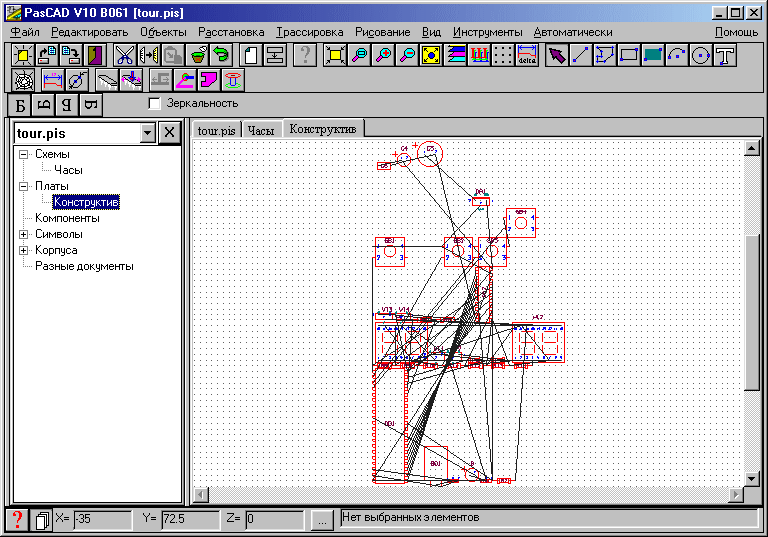 PasCAD V10 B061 [tour.pis]
Файл Редактировать Объекты Расстановка Трассировка Рисование Вид Инструменты Автоматически Помощь
delta
Б Б Я Б Зеркальность
tour.pis
tour.pis Часы Конструктив
Схемы
Часы
Платы
Конструктив
Компоненты
Символы
Корпуса
Разные документы
X= -35 Y= 72.5 Z= 0 ... Нет выбранных элементов